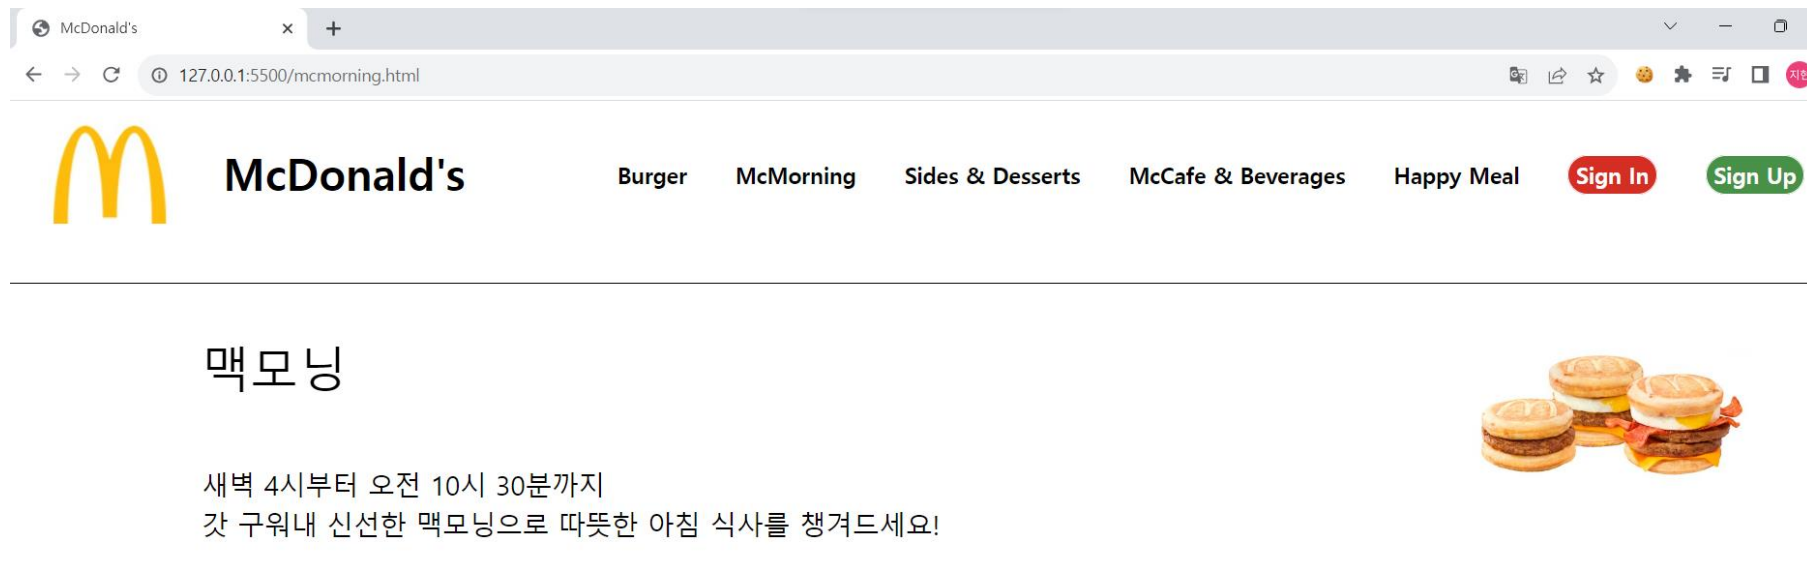 McDonald's
127.0.0.1:5500/mcmorning.html
McDonald's
Burger McMorning Sides & Desserts McCafe & Beverages Happy Meal Sign In Sign Up
맥모닝
새벽 4시부터 오전 10시 30분까지
갓 구워내 신선한 맥모닝으로 따뜻한 아침 식사를 챙겨드세요!